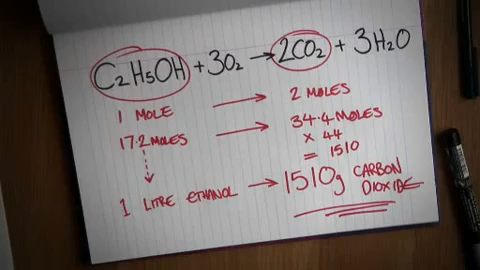 C2H5OH + 3O2 → 2CO2 + 3H2O
1 MOLE → 2 MOLES
17.2 MOLES → 34.4 MOLES
× 44
= 1510
1 LITRE ETHANOL → 1510g CARBON
DIOXIDE